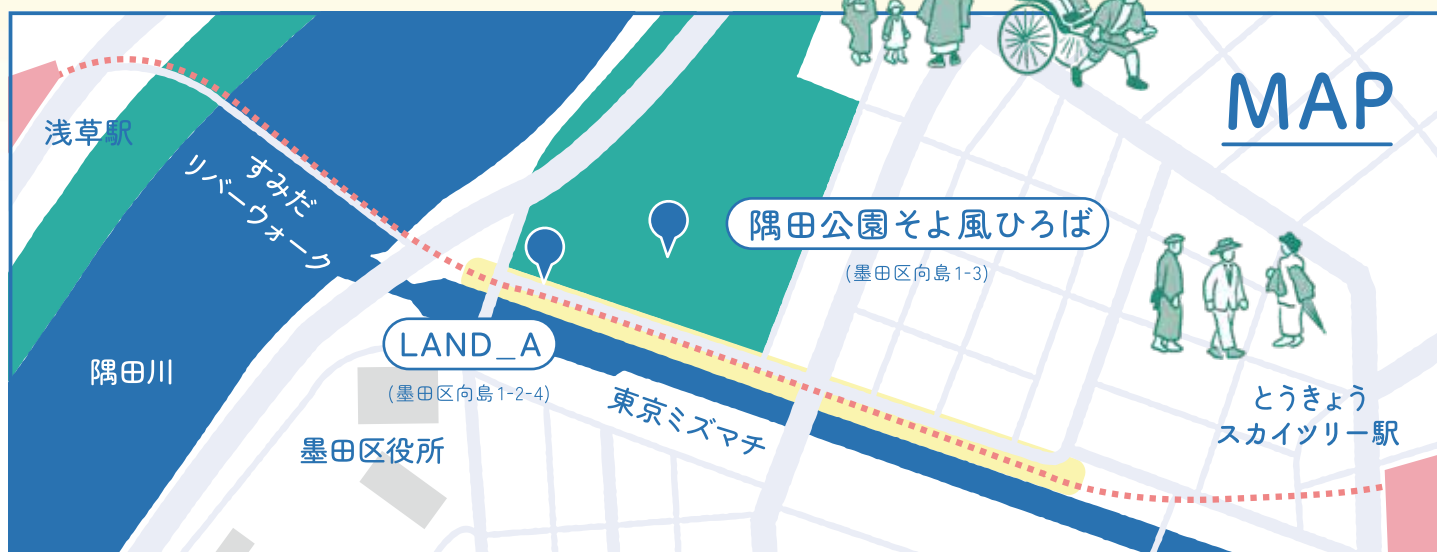 MAP
浅草駅
すみだ
リバーウォーク
隅田公園そよ風ひろば
(墨田区向島1-3)
LAND_A
(墨田区向島1-2-4)
隅田川
東京ミズマチ
墨田区役所
とうきょう
スカイツリー駅